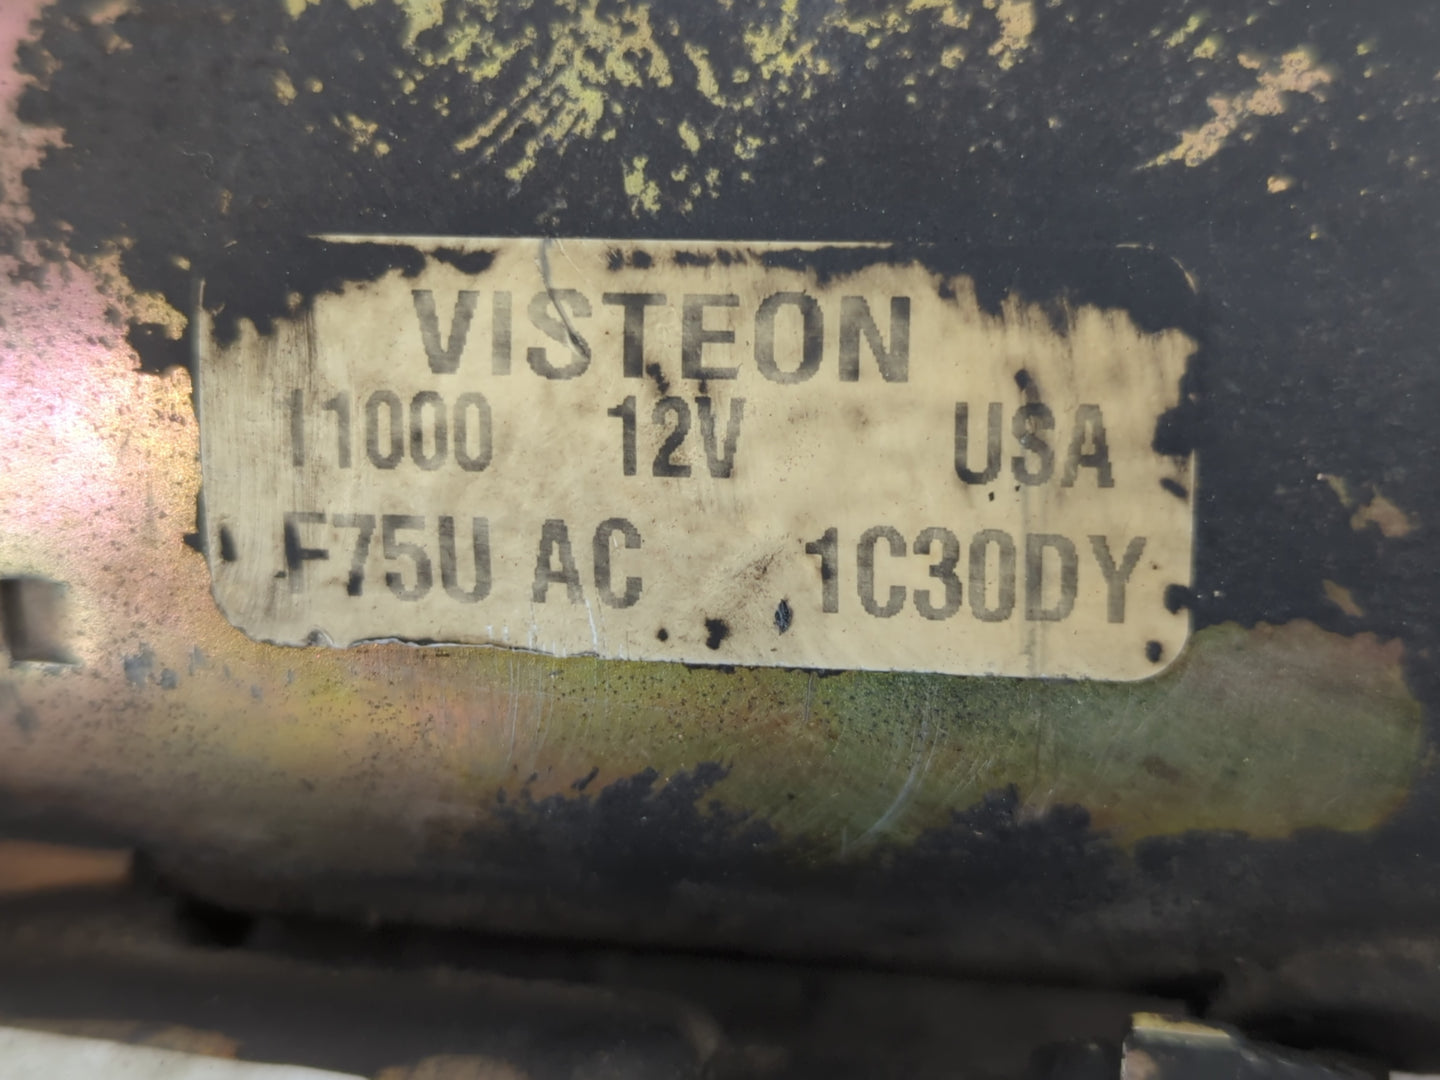 VISTEON
11000 12V USA
F75U AC 1C30DY